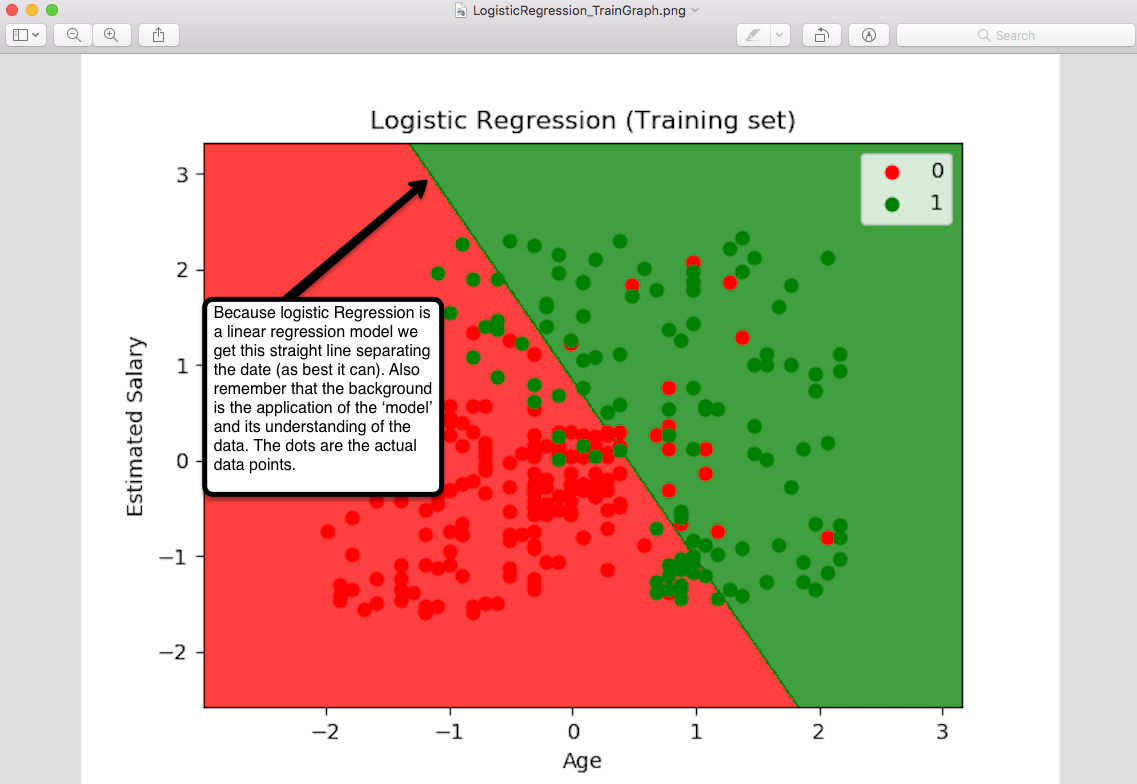 LogisticRegression_TrainGraph.png
Search
Logistic Regression (Training set)
0
1
3
2
1
0
−1
−2
Estimated Salary
Because logistic Regression is
a linear regression model we
get this straight line separating
the date (as best it can). Also
remember that the background
is the application of the ‘model’
and its understanding of the
data. The dots are the actual
data points.
−2 −1 0 1 2 3
Age